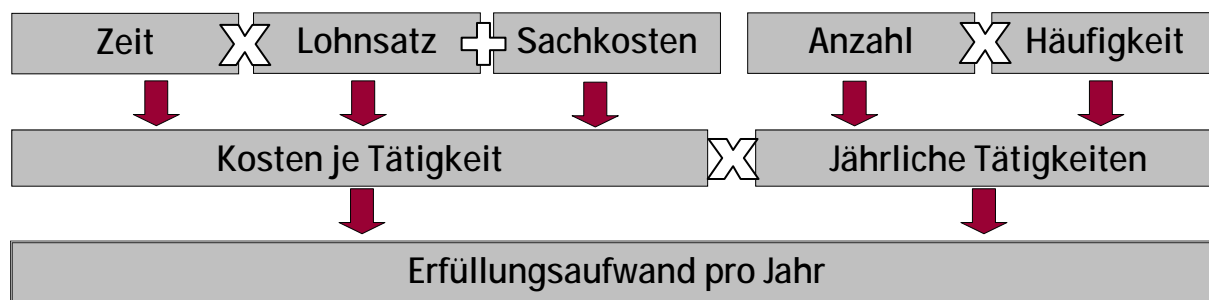 Zeit X Lohnsatz + Sachkosten Anzahl X Häufigkeit
Kosten je Tätigkeit X Jährliche Tätigkeiten
Erfüllungsaufwand pro Jahr